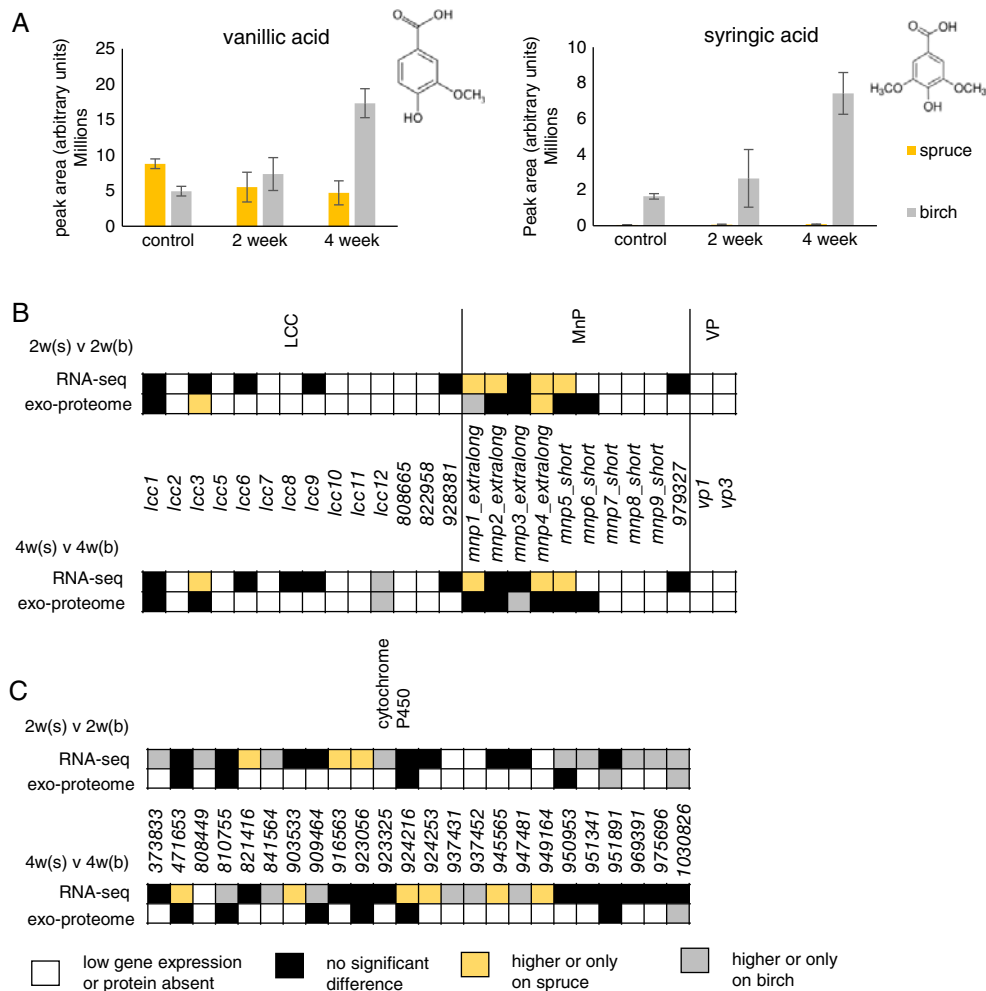 A
vanillic acid
peak area (arbitrary units)
Millions
25
20
15
10
5
0
control
2 week
4 week
O
OH
OCH3
HO
syringic acid
Peak area (arbitrary units)
Millions
10
8
6
4
2
0
control
2 week
4 week
O
OH
H3CO
OCH3
OH
spruce
birch
B
LCC
MnP
VP
2w(s) v 2w(b)
RNA-seq
exo-proteome
lcc1
lcc2
lcc3
lcc5
lcc6
lcc7
lcc8
lcc9
lcc10
lcc11
lcc12
808665
822958
928381
mnp1_extralong
mnp2_extralong
mnp3_extralong
mnp4_extralong
mnp5_short
mnp6_short
mnp7_short
mnp8_short
mnp9_short
979327
vp1
vp3
4w(s) v 4w(b)
RNA-seq
exo-proteome
C
cytochrome
P450
2w(s) v 2w(b)
RNA-seq
exo-proteome
373833
471653
808449
810755
821416
841564
903533
909464
916563
923056
923325
924216
924253
937431
937452
945565
947481
949164
950953
951341
951891
969391
975696
1030826
4w(s) v 4w(b)
RNA-seq
exo-proteome
low gene expression
or protein absent
no significant
difference
higher or only
on spruce
higher or only
on birch